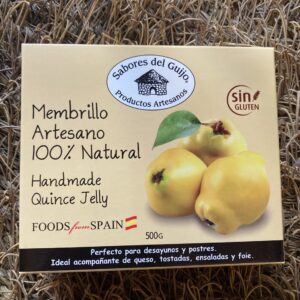 Sabores del Guijo®
Productos Artesanos
sin
GLUTEN
Membrillo
Artesano
100% Natural
Handmade
Quince Jelly
FOODS from SPAIN
500G
Perfecto para desayunos y postres.
Ideal acompañante de queso, tostadas, ensaladas y foie.